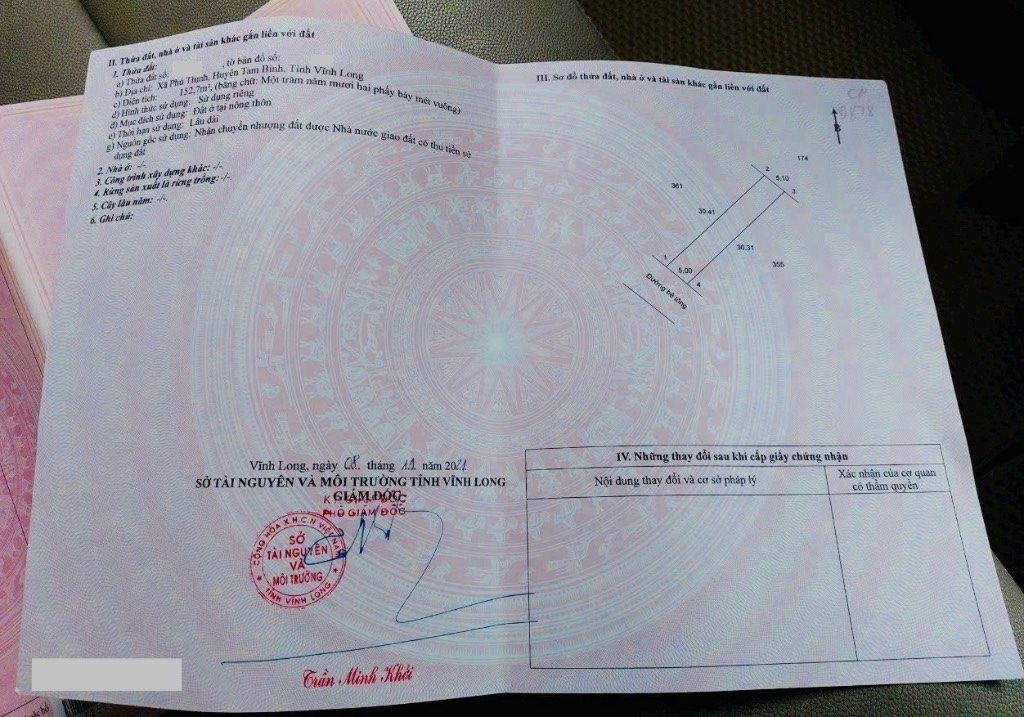 II. Thửa đất, nhà ở và tài sản khác gắn liền với đất
1. Thửa đất:
a) Thửa đất số: , tờ bản đồ số:
b) Địa chỉ: Xã Phú Thịnh, Huyện Tam Bình, Tỉnh Vĩnh Long
c) Diện tích: 152,7m², (bằng chữ: Một trăm năm mươi hai phẩy bảy mét vuông)
d) Hình thức sử dụng: Sử dụng riêng
đ) Mục đích sử dụng: Đất ở tại nông thôn
e) Thời hạn sử dụng: Lâu dài
g) Nguồn gốc sử dụng: Nhận chuyển nhượng đất được Nhà nước giao đất có thu tiền sử
dụng đất
2. Nhà ở: -/-.
3. Công trình xây dựng khác: -/-.
4. Rừng sản xuất là rừng trồng: -/-.
5. Cây lâu năm: -/-.
6. Ghi chú:
Vĩnh Long, ngày 08 tháng 11 năm 2021
SỞ TÀI NGUYÊN VÀ MÔI TRƯỜNG TỈNH VĨNH LONG
GIÁM ĐỐC
PHÓ GIÁM ĐỐC
CỘNG HÒA X.H.C.N VIỆT NAM
SỞ
TÀI NGUYÊN
VÀ
MÔI TRƯỜNG
TỈNH VĨNH LONG
Trần Minh Khởi
III. Sơ đồ thửa đất, nhà ở và tài sản khác gắn liền với đất
B
174
2
5,10
3
361
30,41
30,31
355
1
5,00
4
Đường bê tông
IV. Những thay đổi sau khi cấp giấy chứng nhận
Nội dung thay đổi và cơ sở pháp lý
Xác nhận của cơ quan
có thẩm quyền